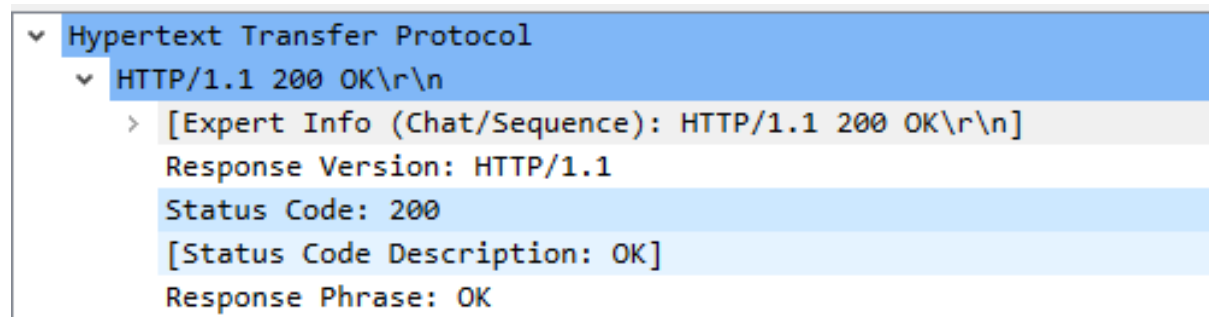 Hypertext Transfer Protocol
HTTP/1.1 200 OK\r\n
[Expert Info (Chat/Sequence): HTTP/1.1 200 OK\r\n]
Response Version: HTTP/1.1
Status Code: 200
[Status Code Description: OK]
Response Phrase: OK